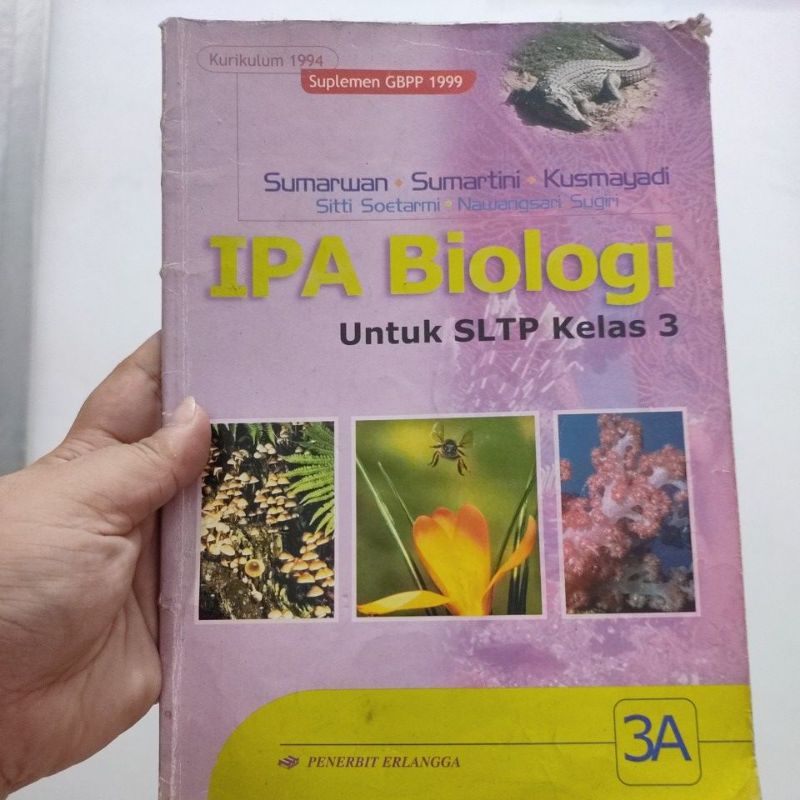 Kurikulum 1994
Suplemen GBPP 1999
Sumarwan • Sumartini • Kusmayadi
Sitti Soetarmi • Nawangsari Sugiri
IPA Biologi
Untuk SLTP Kelas 3
3A
PENERBIT ERLANGGA